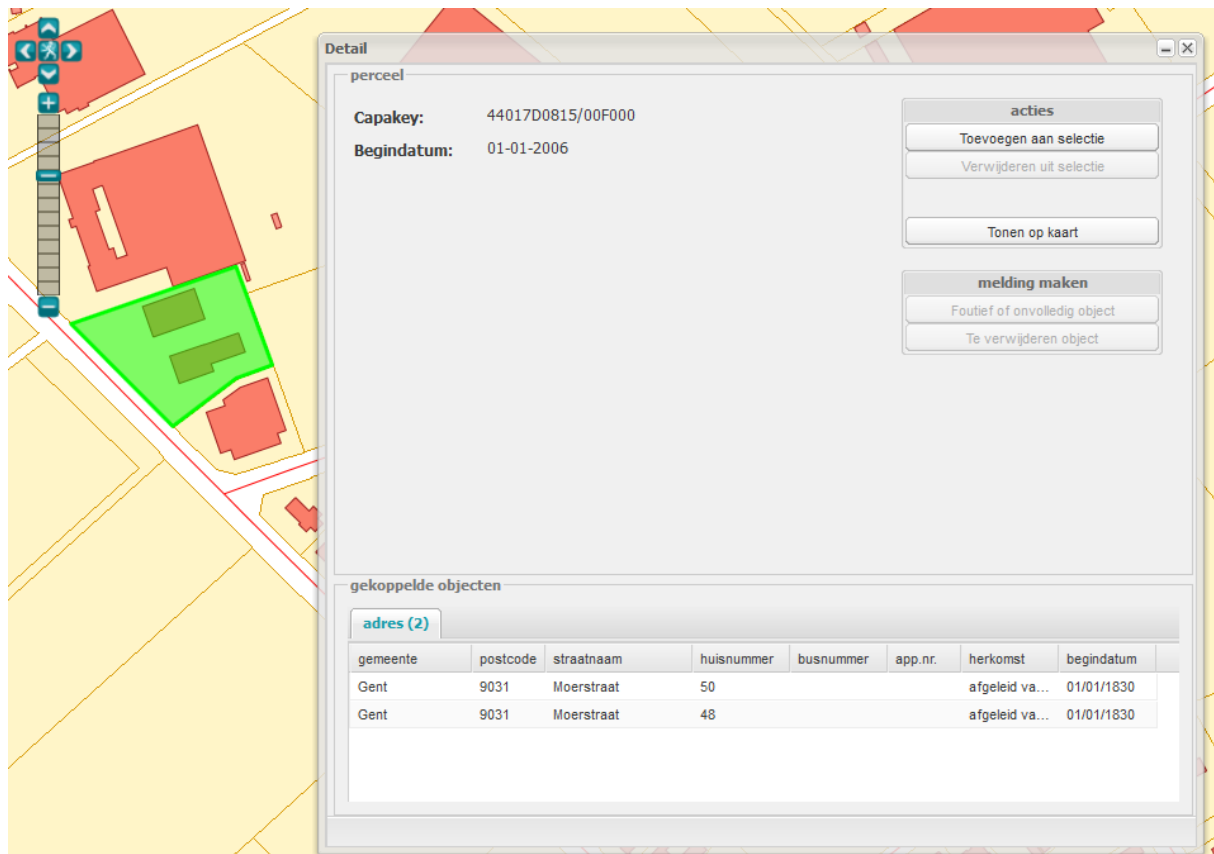 Detail
perceel
Capakey: 44017D0815/00F000
Begindatum: 01-01-2006
acties
Toevoegen aan selectie
Verwijderen uit selectie
Tonen op kaart
melding maken
Foutief of onvolledig object
Te verwijderen object
gekoppelde objecten
adres (2)
gemeente postcode straatnaam huisnummer busnummer app.nr. herkomst begindatum
Gent 9031 Moerstraat 50 afgeleid va... 01/01/1830
Gent 9031 Moerstraat 48 afgeleid va... 01/01/1830